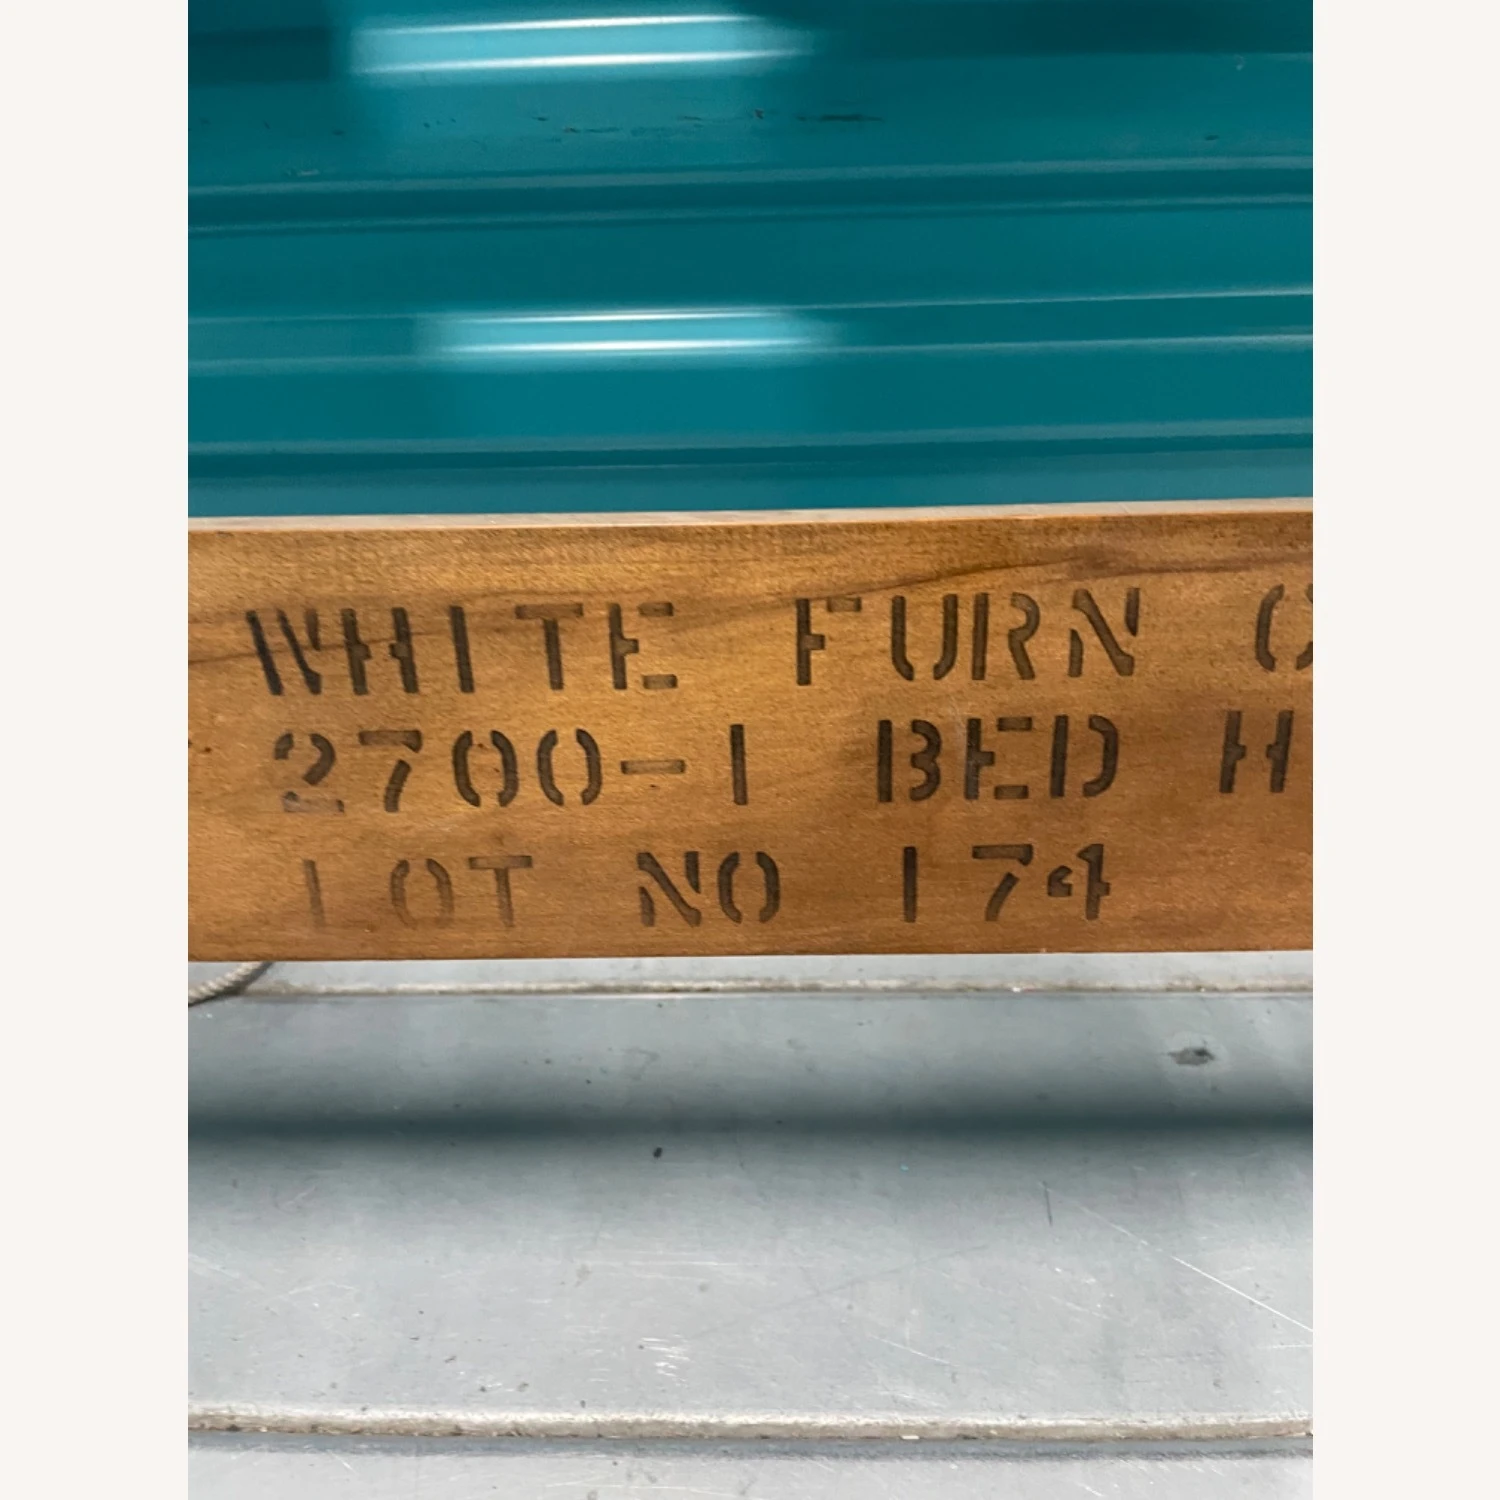 WHITE FURN C
2700-1 BED H
LOT NO 174